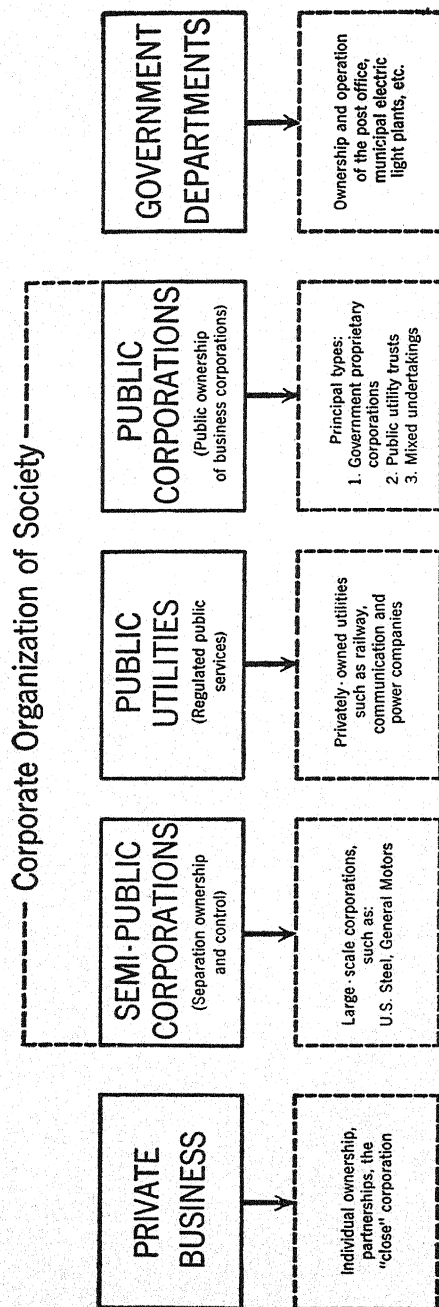 Corporate Organization of Society
PRIVATE
BUSINESS
SEMI-PUBLIC
CORPORATIONS
(Separation ownership
and control)
PUBLIC
UTILITIES
(Regulated public
services)
PUBLIC
CORPORATIONS
(Public ownership
of business corporations)
GOVERNMENT
DEPARTMENTS
Individual ownership,
partnerships, the
"close" corporation
Large-scale corporations,
such as:
U.S. Steel, General Motors
Privately-owned utilities
such as railway,
communication and
power companies
Principal types:
1. Government proprietary
corporations
2. Public utility trusts
3. Mixed undertakings
Ownership and operation
of the post office,
municipal electric
light plants, etc.